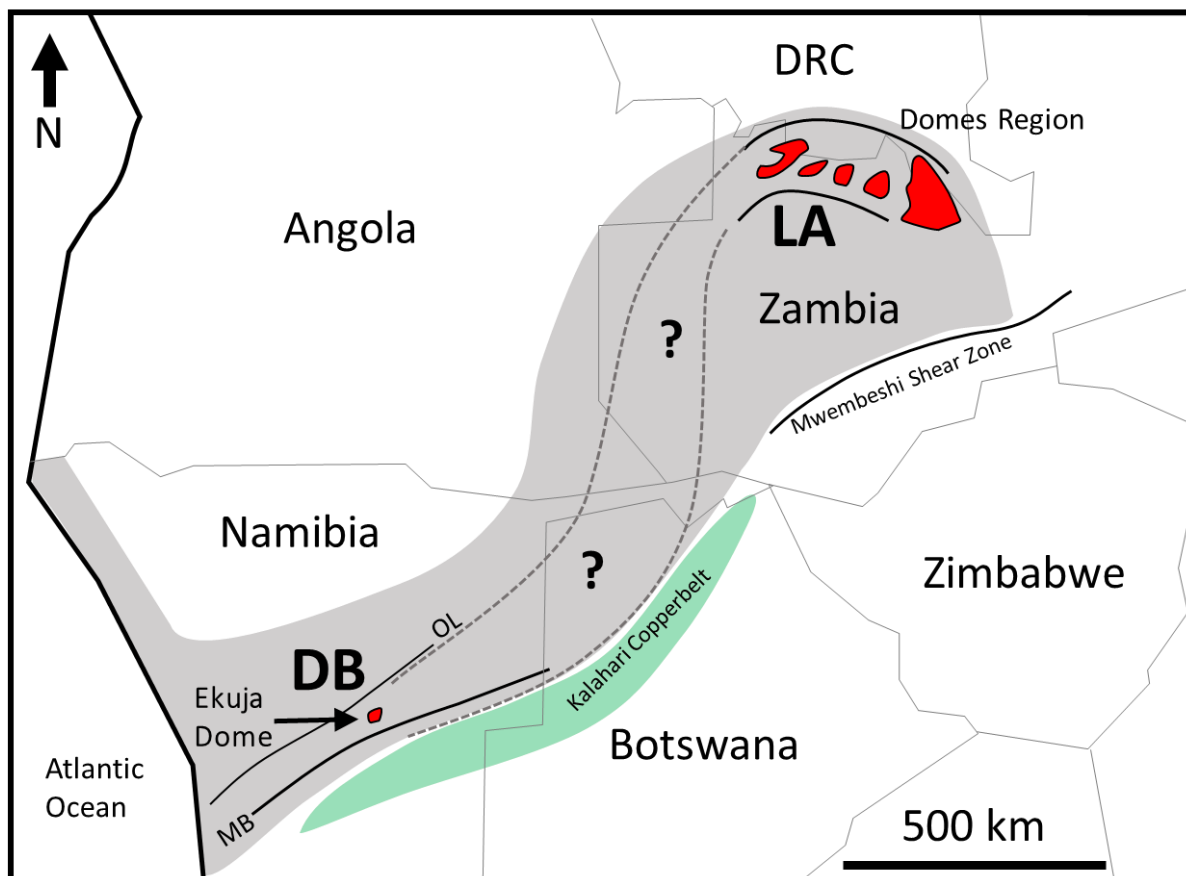 N
DRC
Domes Region
Angola
LA
Zambia
?
Mwembeshi Shear Zone
Namibia
Zimbabwe
?
Kalahari Copperbelt
OL
DB
Ekuja
Dome
Botswana
Atlantic
Ocean
MB
500 km